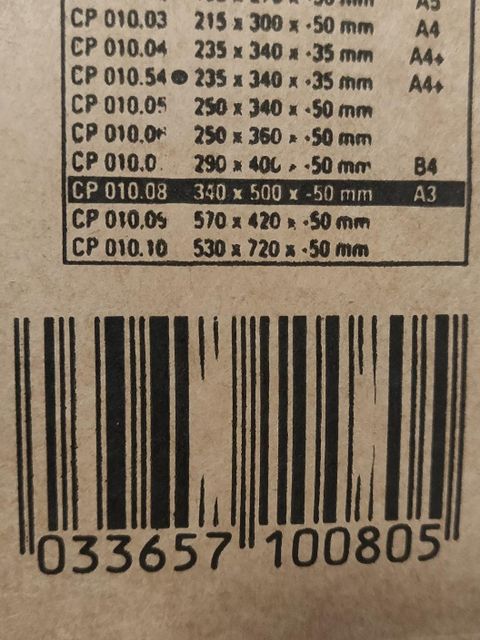 A5
CP 010.03 215 x 300 x -50 mm A4
CP 010.04 235 x 340 x -35 mm A4+
CP 010.54 ● 235 x 340 x -35 mm A4+
CP 010.05 250 x 340 x -50 mm
CP 010.06 250 x 360 x -50 mm
CP 010.0 290 x 400 x -50 mm B4
CP 010.08 340 x 500 x -50 mm A3
CP 010.09 570 x 420 x -50 mm
CP 010.10 530 x 720 x -50 mm
033657 100805